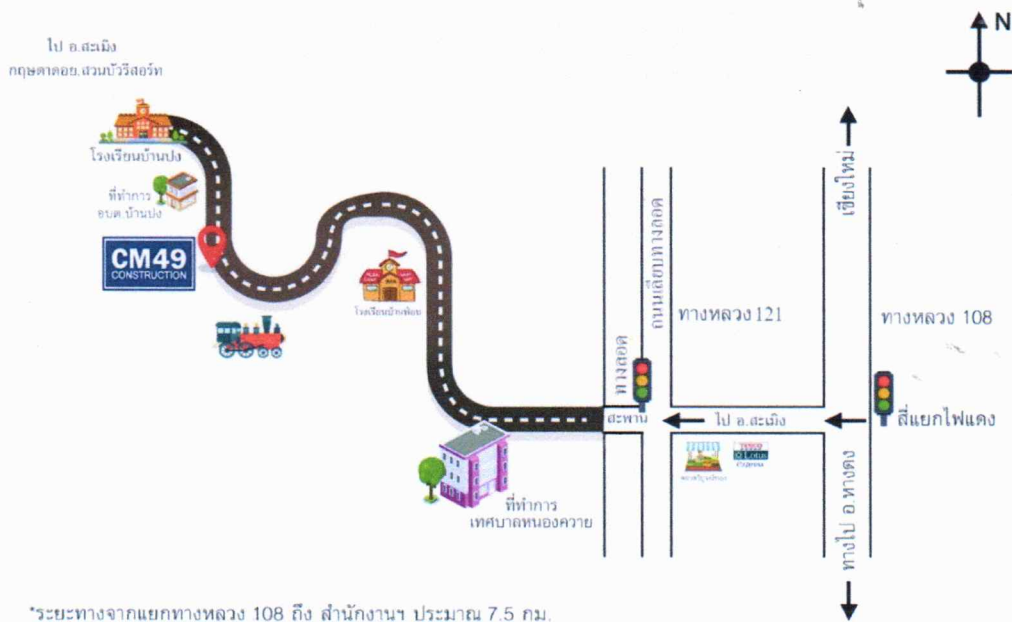 N
ไป อ.สะเมิง
กฤษดาดอย.สวนบัวรีสอร์ท
โรงเรียนบ้านปง
ที่ทำการ
อบต.บ้านปง
CM49
CONSTRUCTION
ทางลอด
ถนนเลียบทางลอด
เชียงใหม่
ทางหลวง 121
ทางหลวง 108
สะพาน
ไป อ.สะเมิง
สี่แยกไฟแดง
TESCO
Lotus
ที่ทำการ
เทศบาลหนองควาย
ทางไป อ.หางดง
*ระยะทางจากแยกทางหลวง 108 ถึง สำนักงานฯ ประมาณ 7.5 กม.